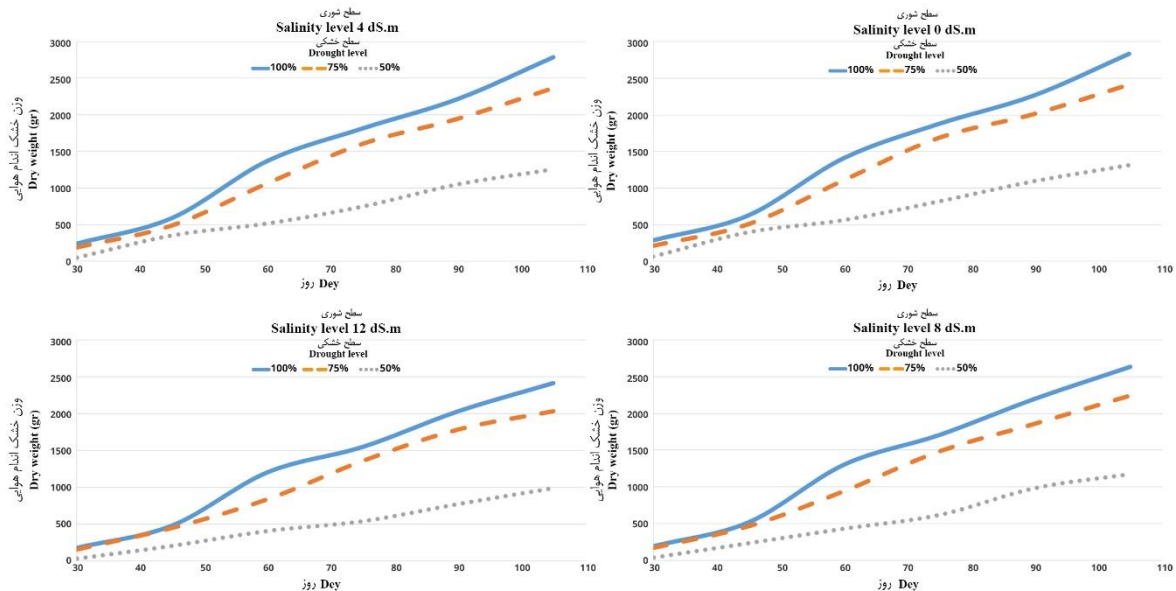 سطح شوری
Salinity level 4 dS.m
سطح خشکی
Drought level
100% 75% 50%
وزن خشک اندام هوایی
Dry weight (gr)
3000
2500
2000
1500
1000
500
0
30 40 50 60 70 80 90 100 110
روز Dey
سطح شوری
Salinity level 0 dS.m
سطح خشکی
Drought level
100% 75% 50%
وزن خشک اندام هوایی
Dry weight (gr)
3000
2500
2000
1500
1000
500
0
30 40 50 60 70 80 90 100 110
روز Dey
سطح شوری
Salinity level 12 dS.m
سطح خشکی
Drought level
100% 75% 50%
وزن خشک اندام هوایی
Dry weight (gr)
3000
2500
2000
1500
1000
500
0
30 40 50 60 70 80 90 100 110
روز Dey
سطح شوری
Salinity level 8 dS.m
سطح خشکی
Drought level
100% 75% 50%
وزن خشک اندام هوایی
Dry weight (gr)
3000
2500
2000
1500
1000
500
0
30 40 50 60 70 80 90 100 110
روز Dey